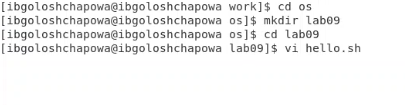 [ibgoloshchapowa@ibgoloshchapowa work]$ cd os
[ibgoloshchapowa@ibgoloshchapowa os]$ mkdir lab09
[ibgoloshchapowa@ibgoloshchapowa os]$ cd lab09
[ibgoloshchapowa@ibgoloshchapowa lab09]$ vi hello.sh